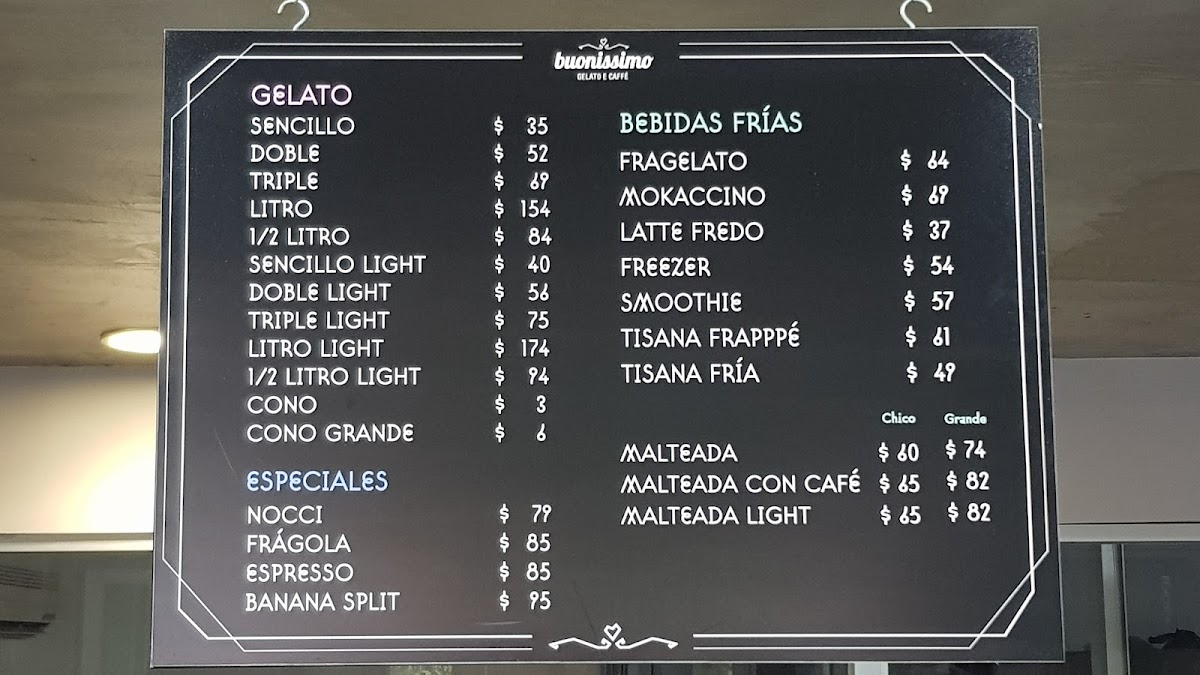 buonissimo
GELATO E CAFFÉ
GELATO
SENCILLO $ 35
DOBLE $ 52
TRIPLE $ 69
LITRO $ 154
1/2 LITRO $ 84
SENCILLO LIGHT $ 40
DOBLE LIGHT $ 56
TRIPLE LIGHT $ 75
LITRO LIGHT $ 174
1/2 LITRO LIGHT $ 94
CONO $ 3
CONO GRANDE $ 6
ESPECIALES
NOCCI $ 79
FRÁGOLA $ 85
ESPRESSO $ 85
BANANA SPLIT $ 95
BEBIDAS FRÍAS
FRAGELATO $ 64
MOKACCINO $ 69
LATTE FREDO $ 37
FREEZER $ 54
SMOOTHIE $ 57
TISANA FRAPPPÉ $ 61
TISANA FRÍA $ 49
Chico Grande
MALTEADA $ 60 $ 74
MALTEADA CON CAFÉ $ 65 $ 82
MALTEADA LIGHT $ 65 $ 82